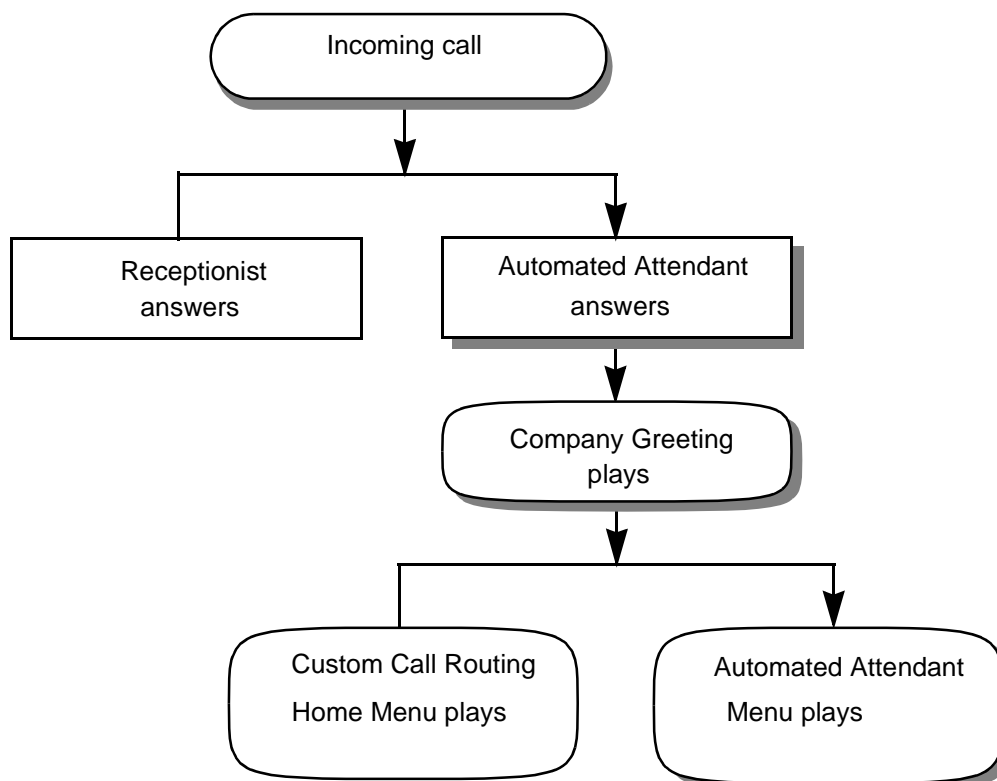 Incoming call
Receptionist
answers
Automated Attendant
answers
Company Greeting
plays
Custom Call Routing
Home Menu plays
Automated Attendant
Menu plays